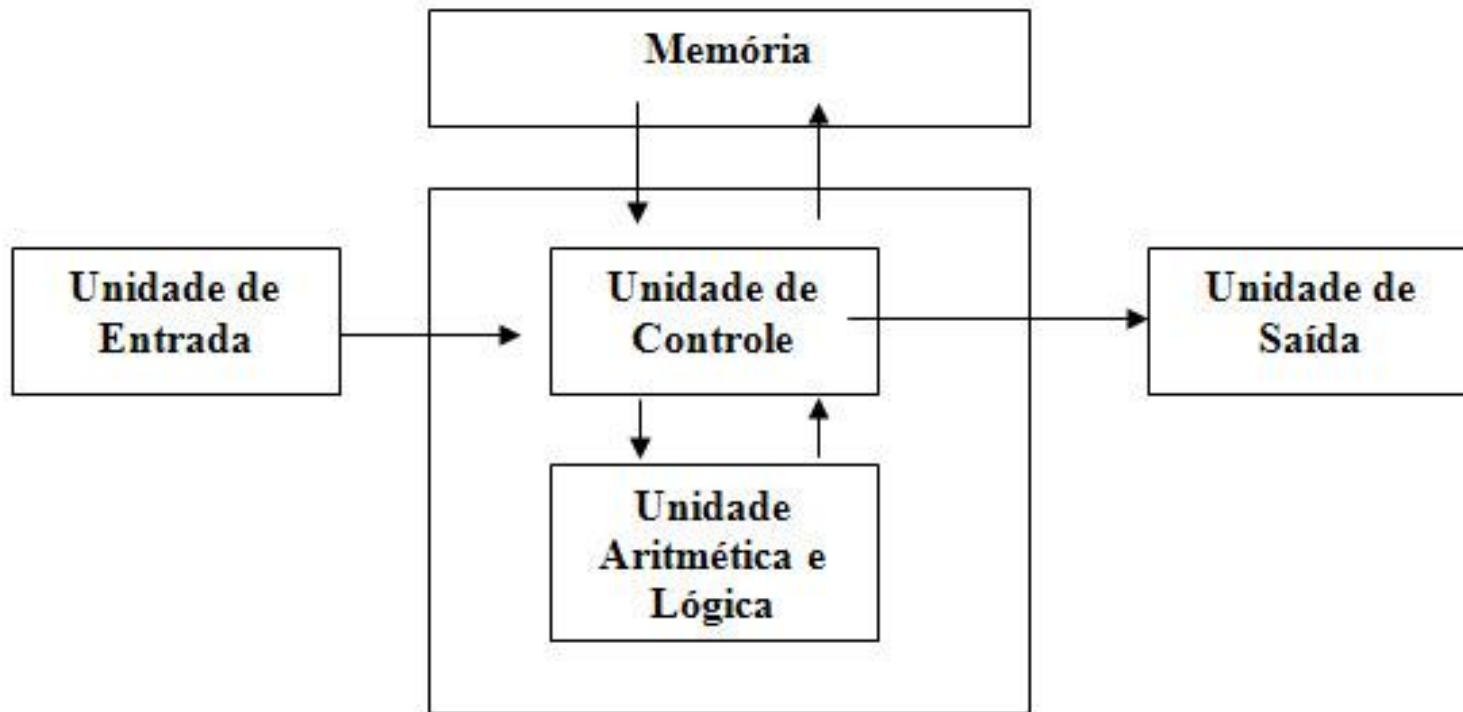 Memória
Unidade de
Entrada
Unidade de
Controle
Unidade de
Saída
Unidade
Aritmética e
Lógica